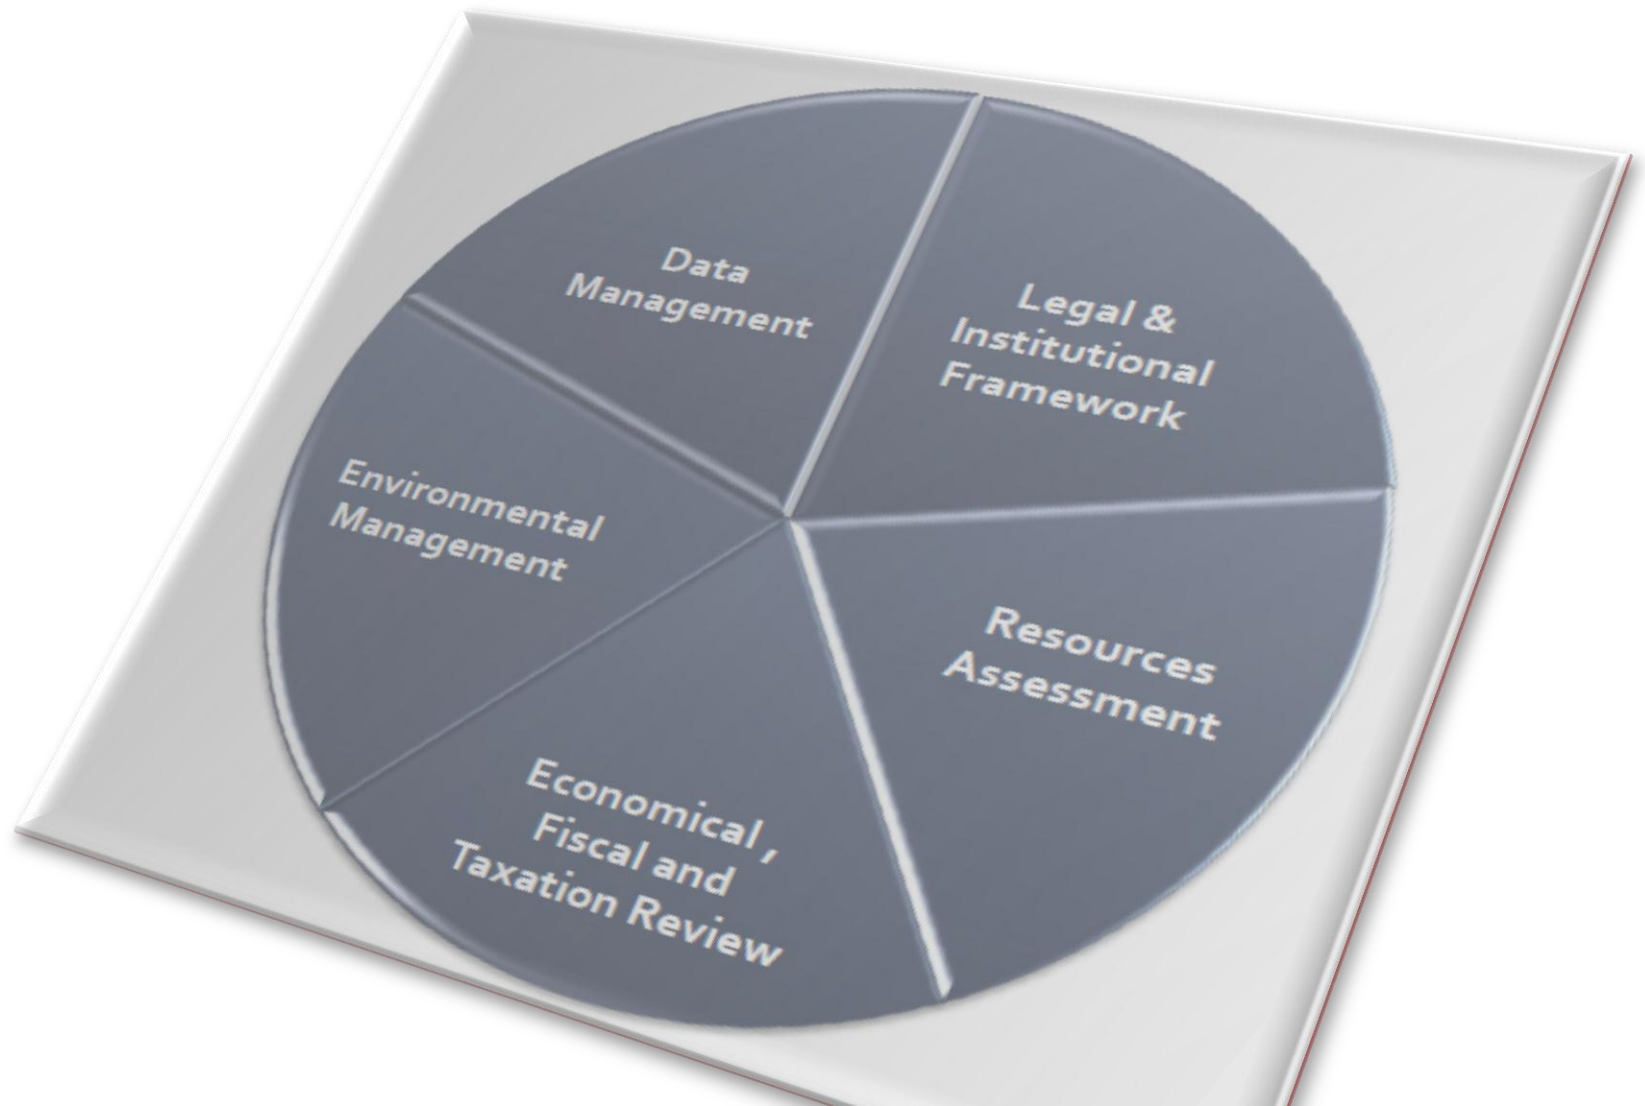 Data
Management
Legal &
Institutional
Framework
Environmental
Management
Resources
Assessment
Economical ,
Fiscal and
Taxation Review